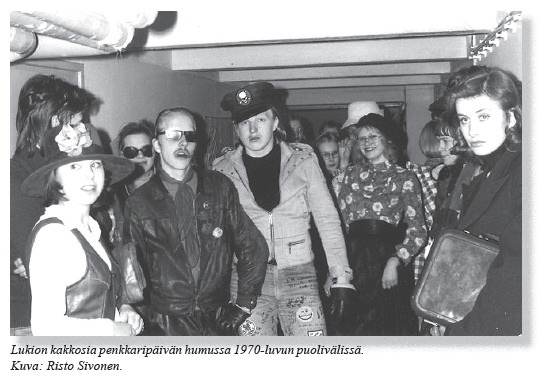 Lukion kakkosia penkkaripäivän humussa 1970-luvun puolivälissä.
Kuva: Risto Sivonen.